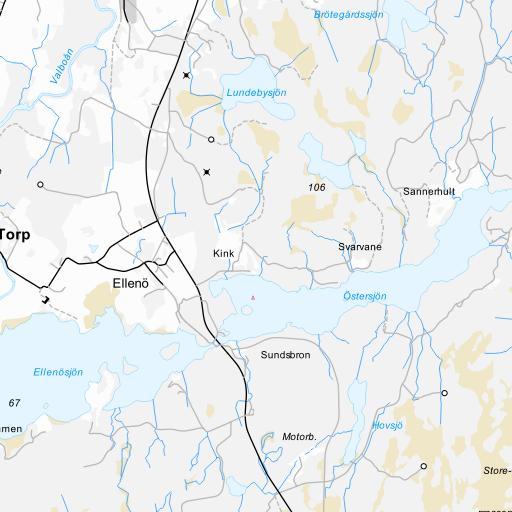 Brötegårdssjön
Valboån
Lundebysjön
106
Sannerhult
Torp
Kink
Svarvane
Ellenö
Östersjön
Sundsbron
Ellenösjön
67
Hovsjö
Motorb.
Store-